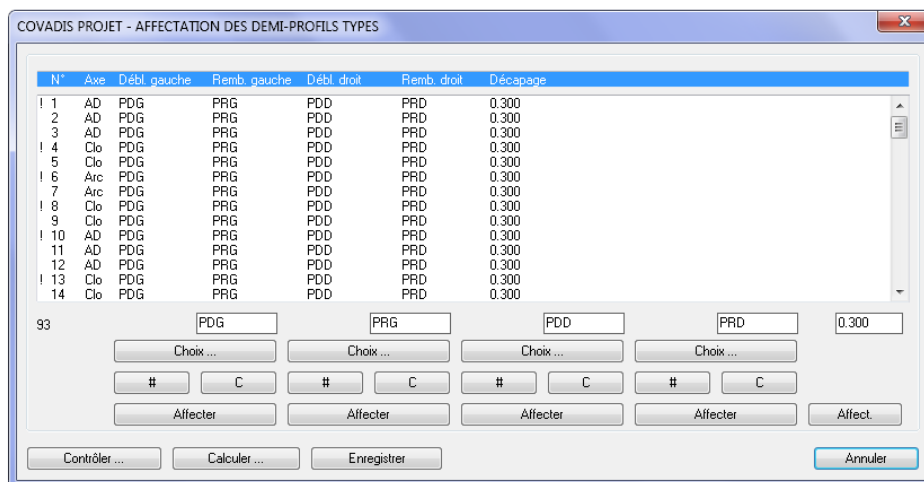 COVADIS PROJET - AFFECTATION DES DEMI-PROFILS TYPES
N° Axe Débl. gauche Remb. gauche Débl. droit Remb. droit Décapage
! 1 AD PDG PRG PDD PRD 0.300
2 AD PDG PRG PDD PRD 0.300
3 AD PDG PRG PDD PRD 0.300
! 4 Clo PDG PRG PDD PRD 0.300
5 Clo PDG PRG PDD PRD 0.300
! 6 Arc PDG PRG PDD PRD 0.300
7 Arc PDG PRG PDD PRD 0.300
! 8 Clo PDG PRG PDD PRD 0.300
9 Clo PDG PRG PDD PRD 0.300
! 10 AD PDG PRG PDD PRD 0.300
11 AD PDG PRG PDD PRD 0.300
12 AD PDG PRG PDD PRD 0.300
! 13 Clo PDG PRG PDD PRD 0.300
14 Clo PDG PRG PDD PRD 0.300
93 PDG PRG PDD PRD 0.300
Choix ... Choix ... Choix ... Choix ...
# C # C # C # C
Affecter Affecter Affecter Affecter Affect.
Contrôler ... Calculer ... Enregistrer Annuler